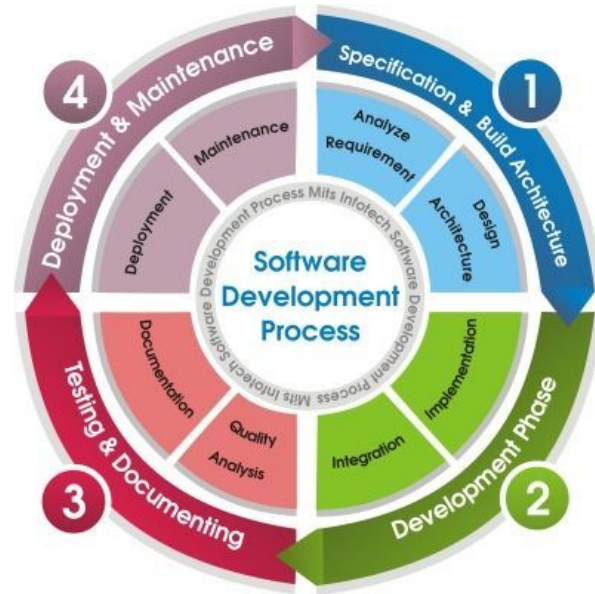 Software
Development
Process
Software Development Process Mits Infotech Software Development Process Mits Infotech
1
Specification & Build Architecture
Analyze
Requirement
Design
Architecture
2
Development Phase
Implementation
Integration
3
Testing & Documenting
Quality
Analysis
Documentation
4
Deployment & Maintenance
Deployment
Maintenance